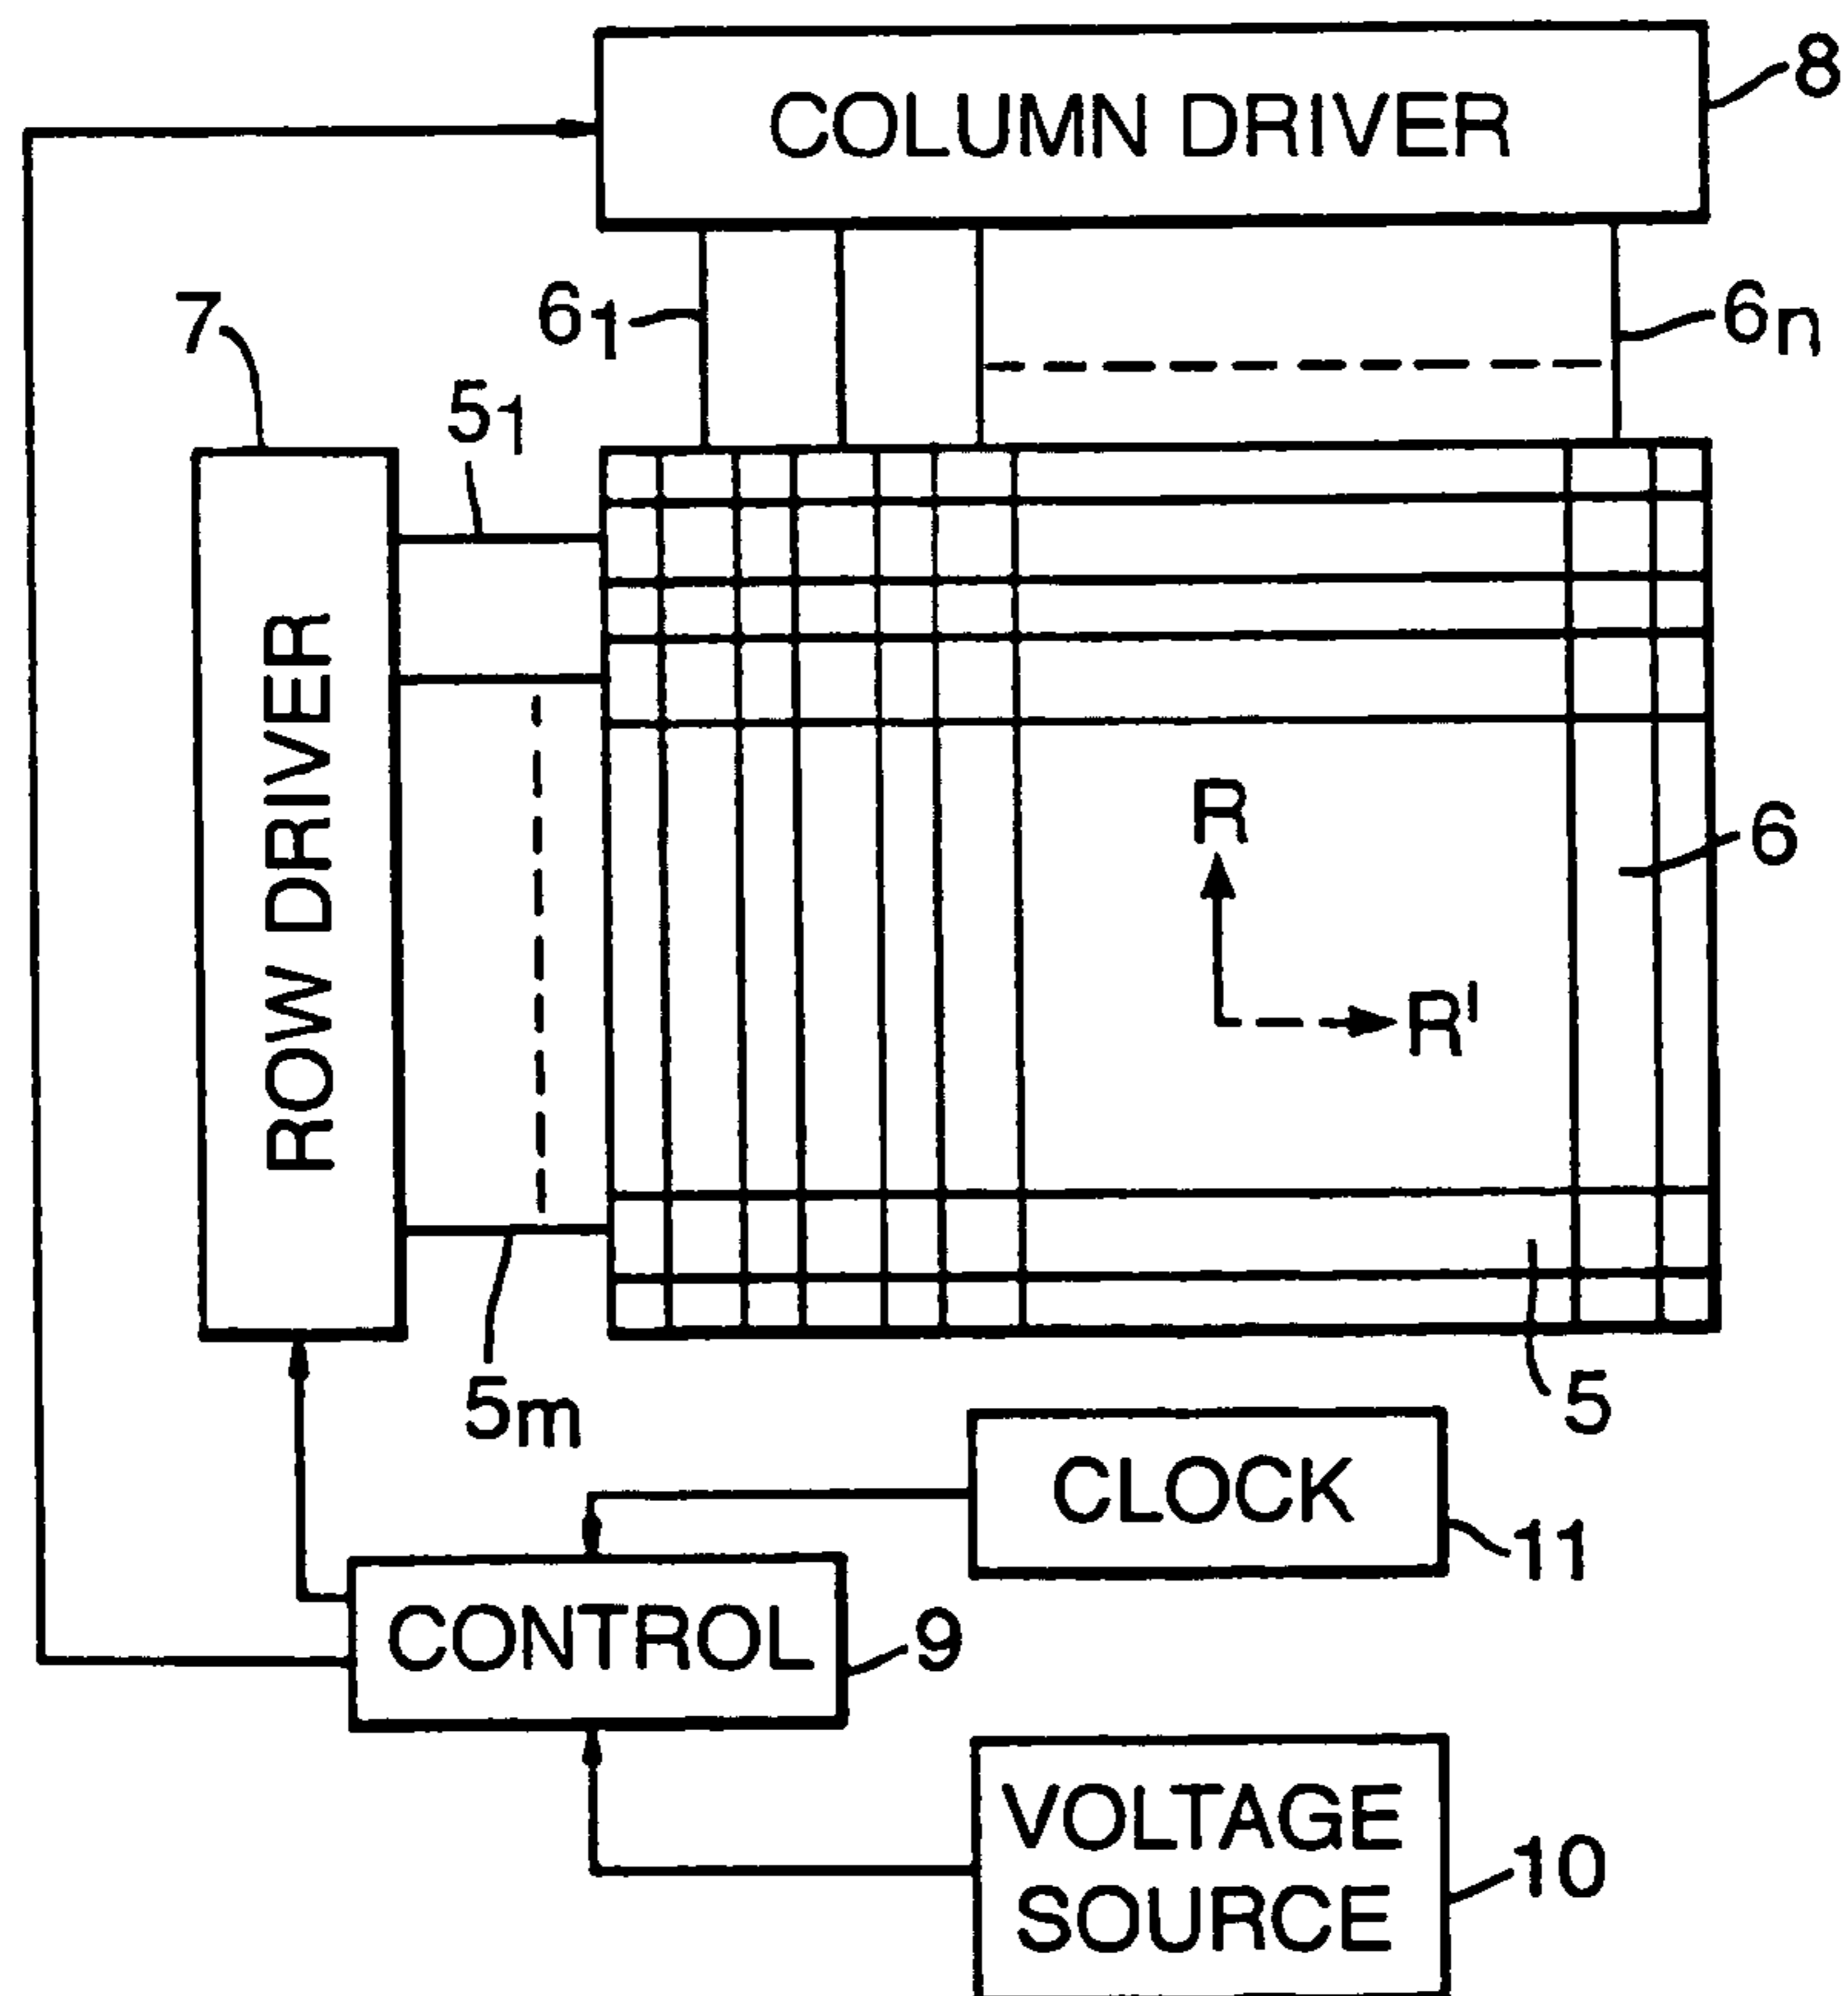 COLUMN DRIVER
8
7
61
6n
51
ROW DRIVER
R
6
R'
5m
5
CLOCK
11
CONTROL
9
VOLTAGE
SOURCE
10